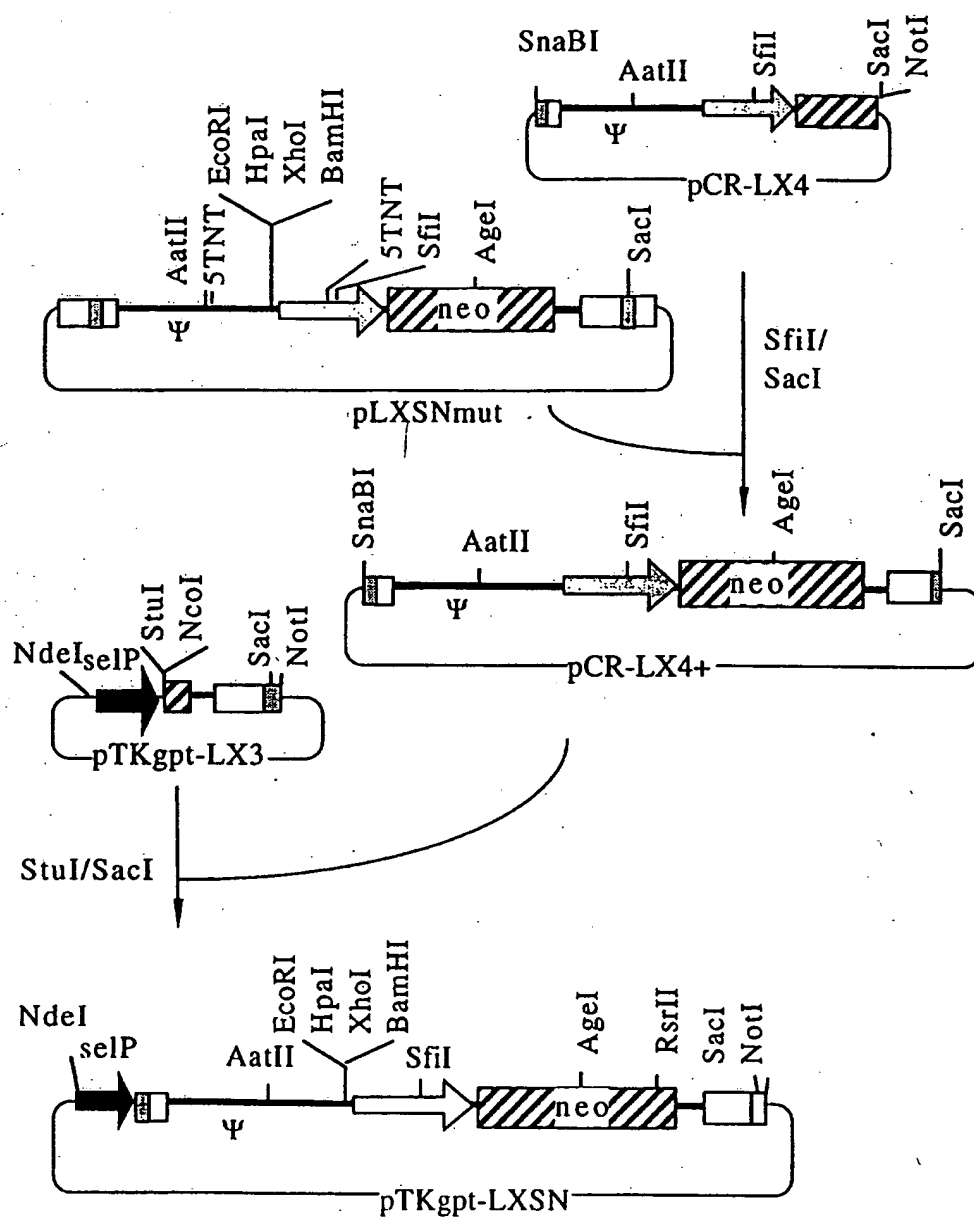 SnaBI
AatII
SfiI
SacI
NotI
Ψ
pCR-LX4
EcoRI
HpaI
XhoI
BamHI
AatII
5TNT
5TNT
SfiI
AgeI
SacI
neo
Ψ
pLXSNmut
SfiI/
SacI
SnaBI
AatII
SfiI
AgeI
SacI
neo
Ψ
pCR-LX4+
NdeI
selP
StuI
NcoI
SacI
NotI
pTKgpt-LX3
StuI/SacI
NdeI
selP
AatII
EcoRI
HpaI
XhoI
BamHI
SfiI
AgeI
RsrII
SacI
NotI
neo
Ψ
pTKgpt-LXSN